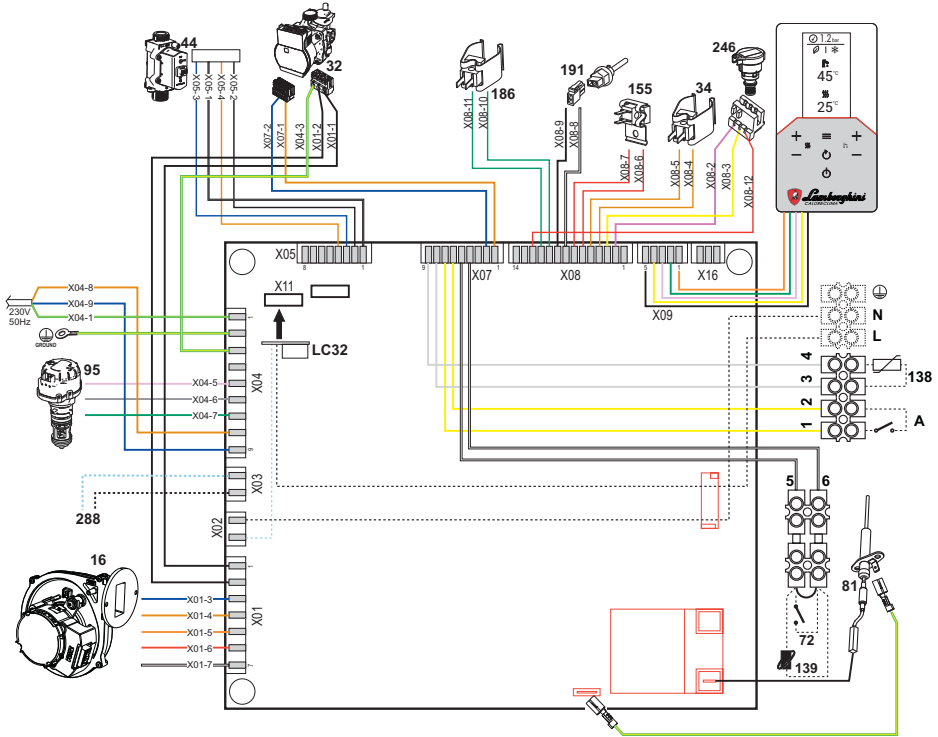 44
32
186
191
155
34
246
1.2 bar
45°C
25°C
h
Lamborghini
CALORECLIMA
X05-3
X05-1
X05-4
X05-2
X07-2
X07-1
X04-3
X01-2
X01-1
X08-11
X08-10
X08-9
X08-8
X08-7
X08-6
X08-5
X08-4
X08-2
X08-3
X08-12
X05
8
1
9
X07
1
14
X08
1
5
1
X09
X16
X11
LC32
X04-8
X04-9
X04-1
230V
50Hz
GROUND
95
X04-5
X04-6
X04-7
1
X04
9
X03
X02
288
16
X01-3
X01-4
X01-5
X01-6
X01-7
1
X01
7
N
L
4
3
2
1
138
A
5
6
72
139
81